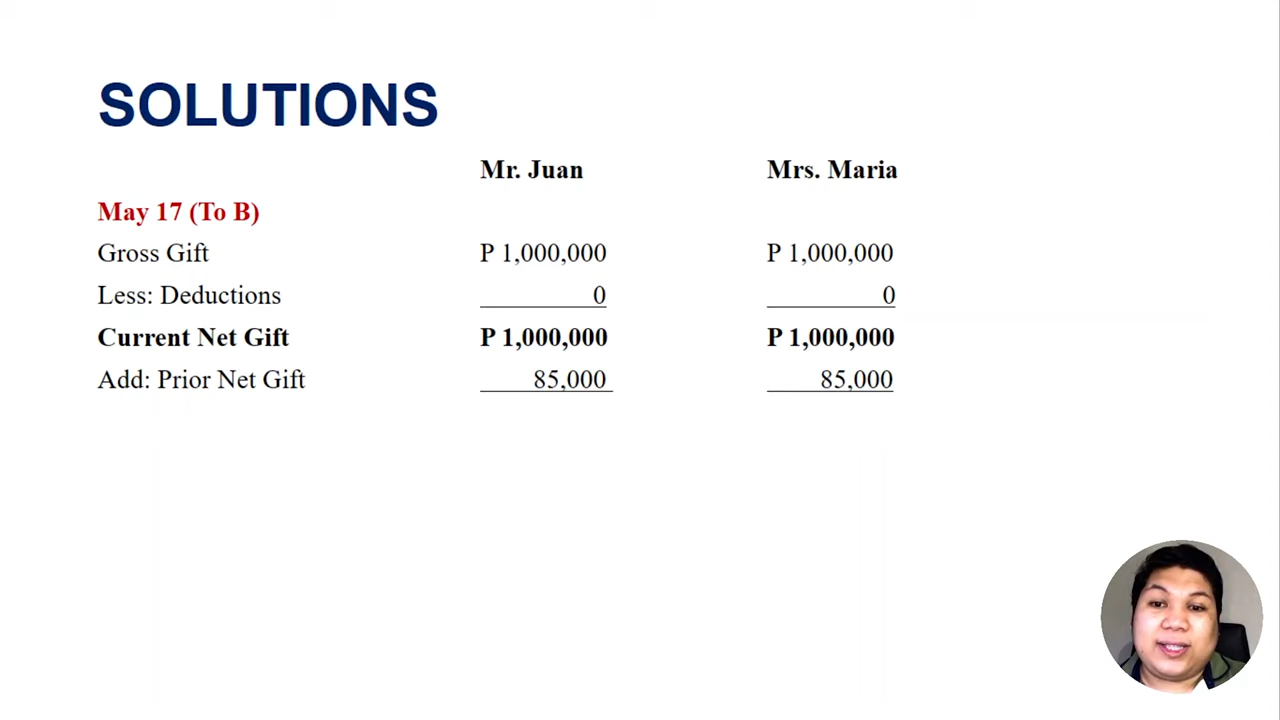 SOLUTIONS
Mr. Juan Mrs. Maria
May 17 (To B)
Gross Gift P 1,000,000 P 1,000,000
Less: Deductions 0 0
Current Net Gift P 1,000,000 P 1,000,000
Add: Prior Net Gift 85,000 85,000